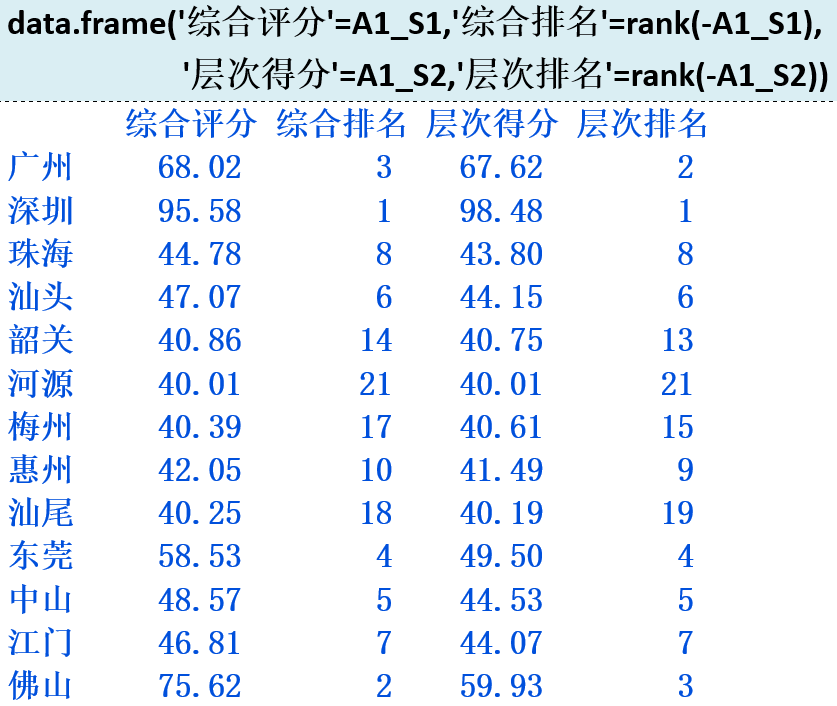 data.frame('综合评分'=A1_S1,'综合排名'=rank(-A1_S1),
'层次得分'=A1_S2,'层次排名'=rank(-A1_S2))
综合评分 综合排名 层次得分 层次排名
广州 68.02 3 67.62 2
深圳 95.58 1 98.48 1
珠海 44.78 8 43.80 8
汕头 47.07 6 44.15 6
韶关 40.86 14 40.75 13
河源 40.01 21 40.01 21
梅州 40.39 17 40.61 15
惠州 42.05 10 41.49 9
汕尾 40.25 18 40.19 19
东莞 58.53 4 49.50 4
中山 48.57 5 44.53 5
江门 46.81 7 44.07 7
佛山 75.62 2 59.93 3